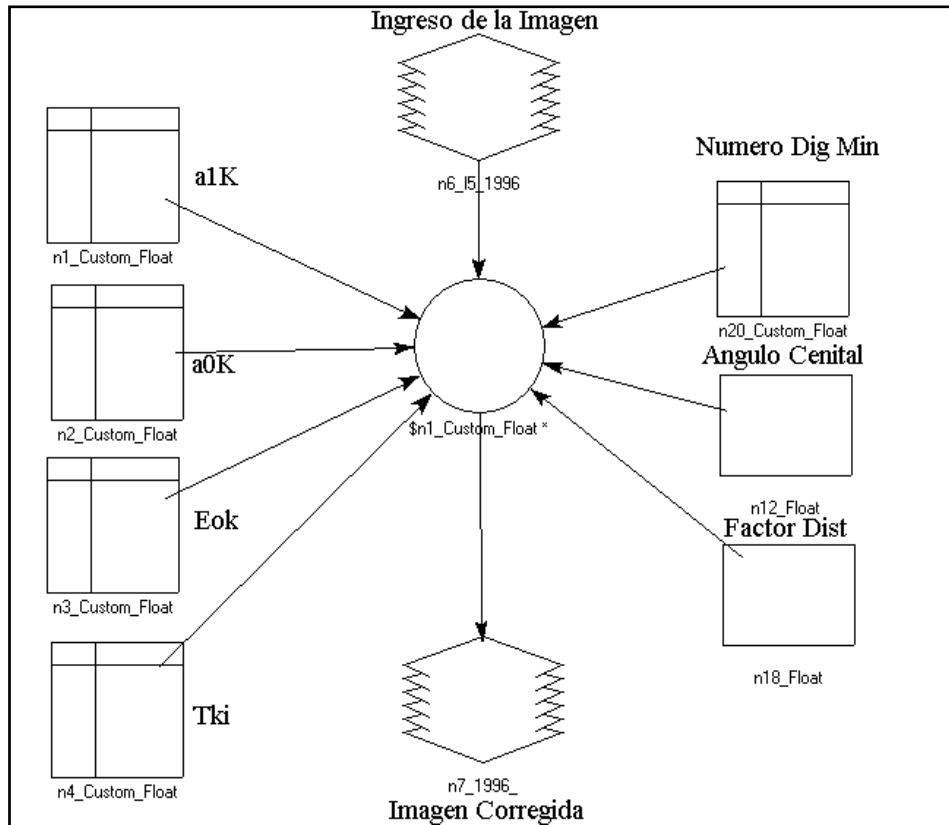 Ingreso de la Imagen
n6_l5_1996
a1K
n1_Custom_Float
a0K
n2_Custom_Float
Eok
n3_Custom_Float
Tki
n4_Custom_Float
Numero Dig Min
n20_Custom_Float
Angulo Cenital
n12_Float
Factor Dist
n18_Float
$n1_Custom_Float *
n7_1996_
Imagen Corregida